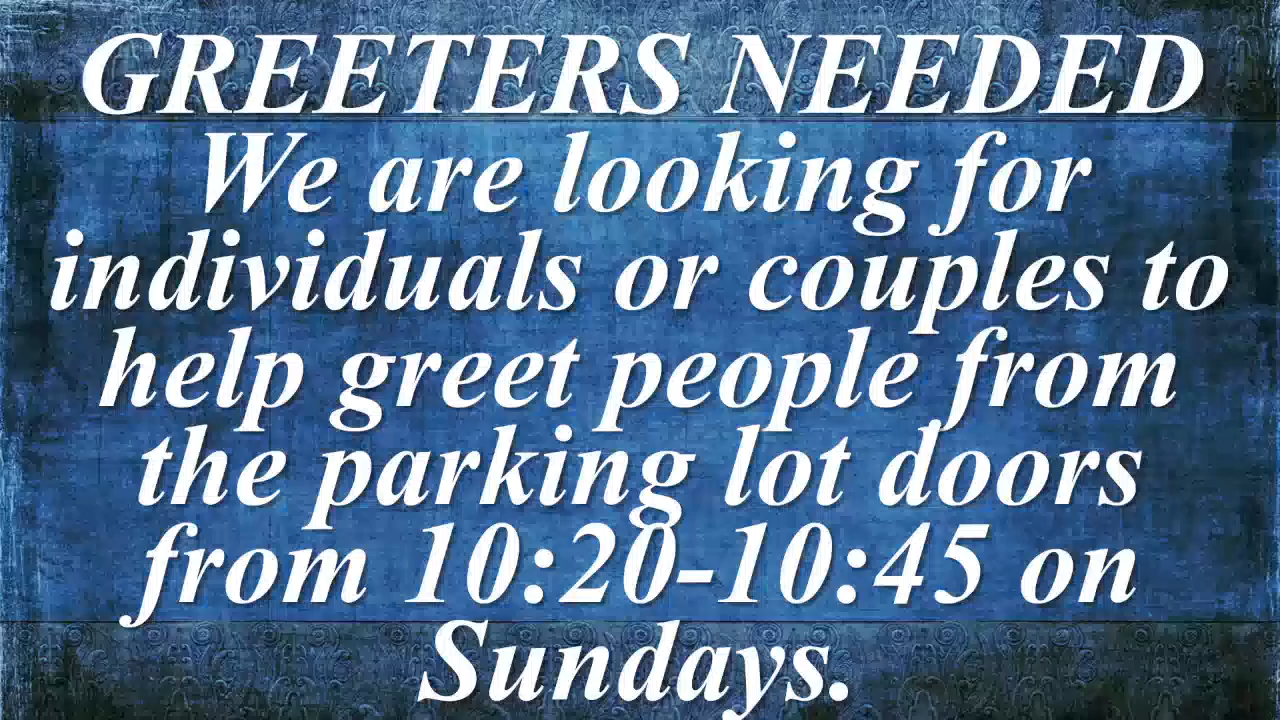 GREETERS NEEDED
We are looking for
individuals or couples to
help greet people from
the parking lot doors
from 10:20-10:45 on
Sundays.